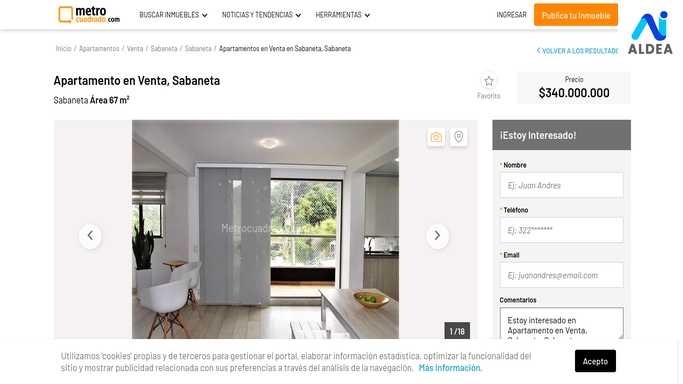 metro
cuadrado.com
BUSCAR INMUEBLES
NOTICIAS Y TENDENCIAS
HERRAMIENTAS
INGRESAR
Publica tu Inmueble
ALDEA
Inicio / Apartamentos / Venta / Sabaneta / Sabaneta / Apartamentos en Venta en Sabaneta, Sabaneta
VOLVER A LOS RESULTAD
Apartamento en Venta, Sabaneta
Sabaneta Área 67 m²
Favorito
Precio
$340.000.000
Metrocuadrado.com
1 / 18
¡Estoy Interesado!
* Nombre
Ej: Juan Andres
* Teléfono
Ej: 322*******
* Email
Ej: juanandres@email.com
Comentarios
Estoy interesado en
Apartamento en Venta,
Utilizamos 'cookies' propias y de terceros para gestionar el portal, elaborar información estadística, optimizar la funcionalidad del
sitio y mostrar publicidad relacionada con sus preferencias a través del análisis de la navegación. Más información.
Acepto